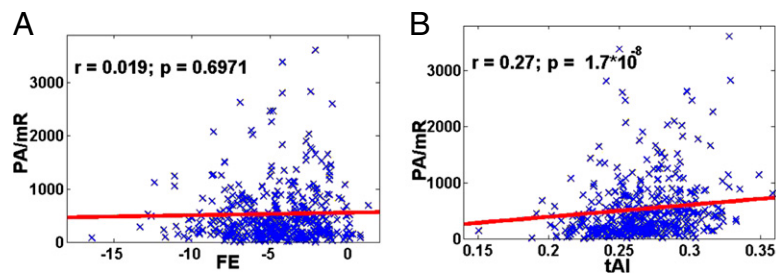 A
r = 0.019; p = 0.6971
PA/mR
3000
2000
1000
0
-15
-10
-5
0
FE
B
r = 0.27; p = 1.7*10^-8
PA/mR
3000
2000
1000
0
0.15
0.2
0.25
0.3
0.35
tAI